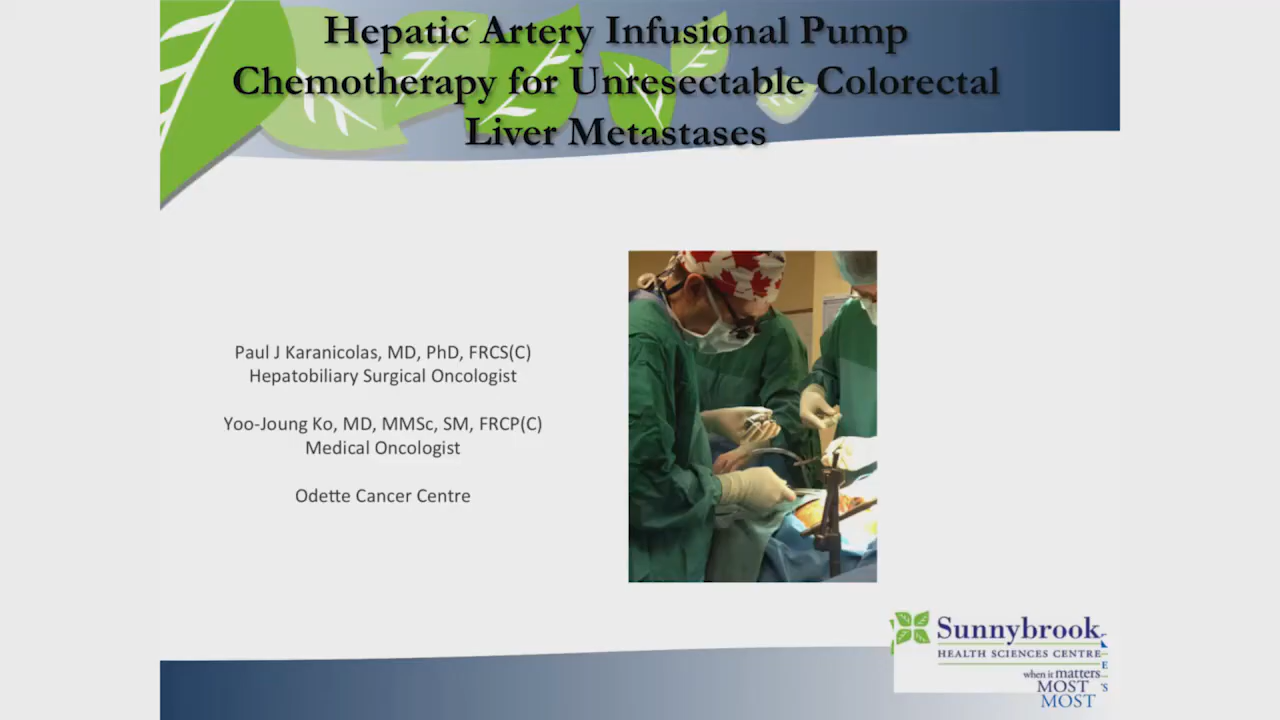 Hepatic Artery Infusional Pump
Chemotherapy for Unresectable Colorectal
Liver Metastases
Paul J Karanicolas, MD, PhD, FRCS(C)
Hepatobiliary Surgical Oncologist
Yoo-Joung Ko, MD, MMSc, SM, FRCP(C)
Medical Oncologist
Odette Cancer Centre
Sunnybrook
HEALTH SCIENCES CENTRE
when it matters
MOST
MOST